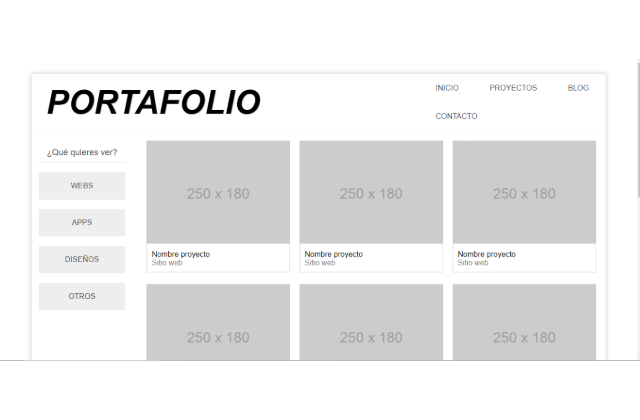 PORTAFOLIO
INICIO PROYECTOS BLOG
CONTACTO
¿Qué quieres ver?
WEBS
APPS
DISEÑOS
OTROS
250 x 180 250 x 180 250 x 180
Nombre proyecto Nombre proyecto Nombre proyecto
Sitio web Sitio web Sitio web
250 x 180 250 x 180 250 x 180